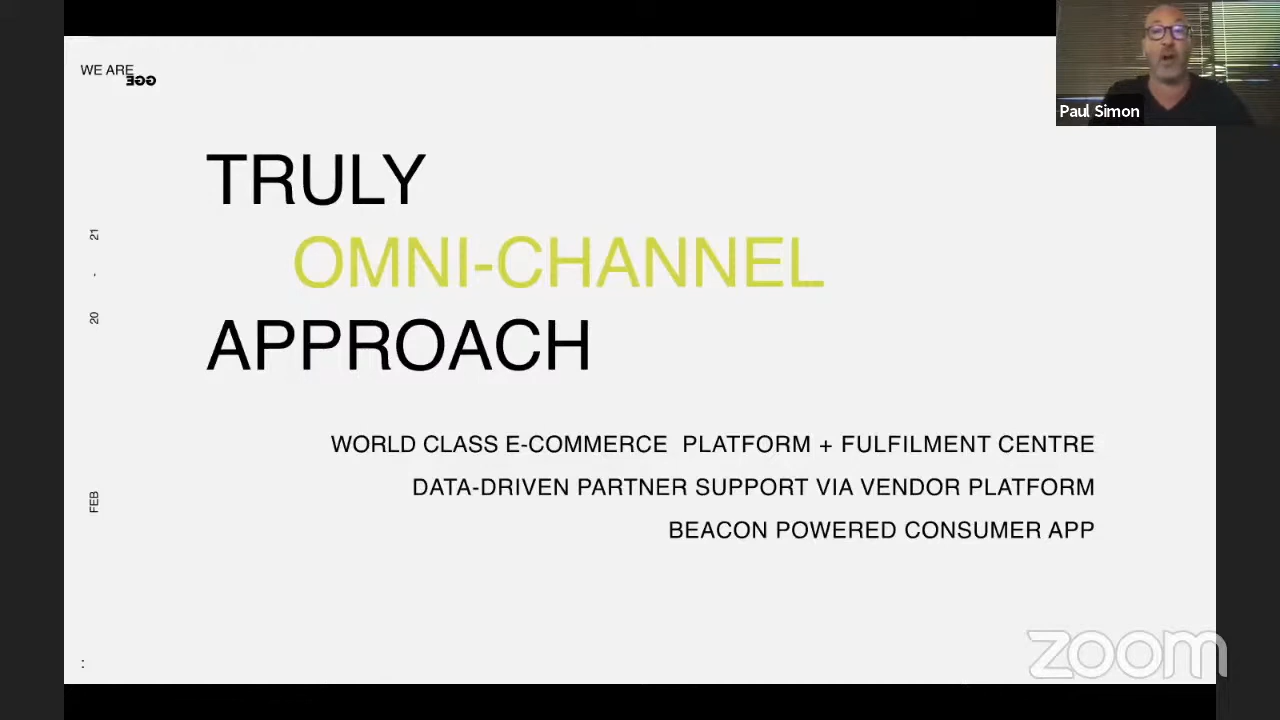 WE ARE
EGG
Paul Simon
TRULY
OMNI-CHANNEL
APPROACH
20 - 21
FEB
WORLD CLASS E-COMMERCE PLATFORM + FULFILMENT CENTRE
DATA-DRIVEN PARTNER SUPPORT VIA VENDOR PLATFORM
BEACON POWERED CONSUMER APP
:
zoom